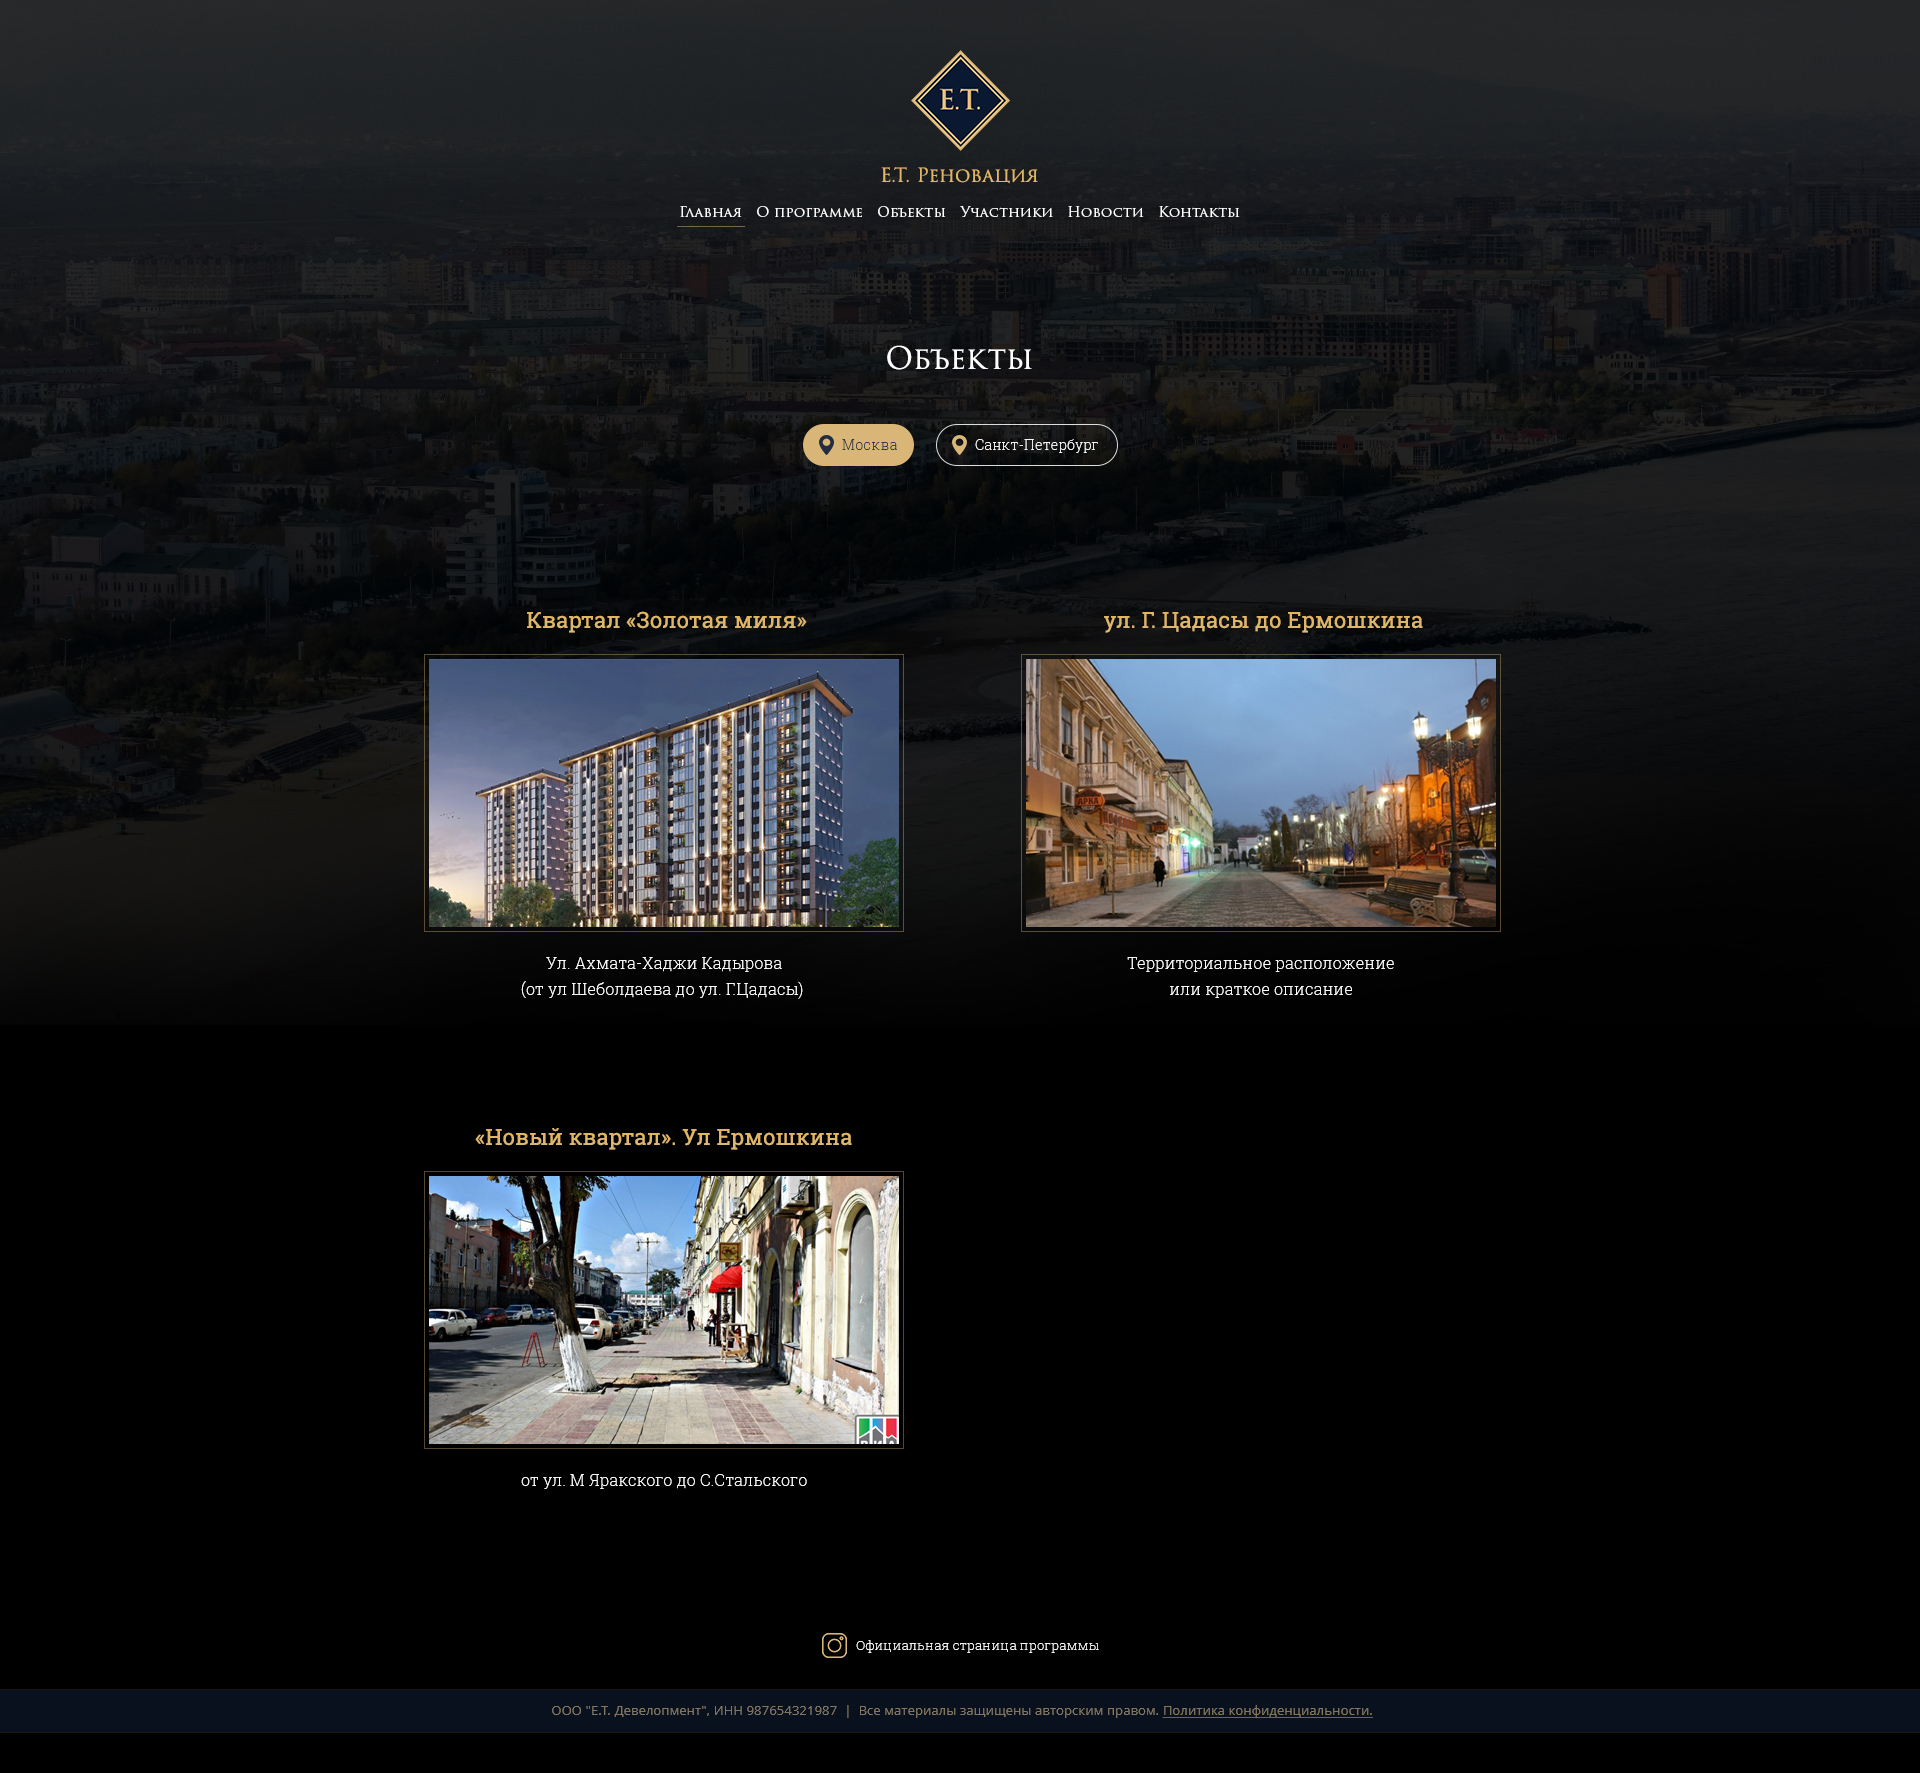 Е.Т.
Е.Т. Реновация
Главная О программе Объекты Участники Новости Контакты
Объекты
Москва Санкт-Петербург
Квартал «Золотая миля» ул. Г. Цадасы до Ермошкина
АРКА
Ул. Ахмата-Хаджи Кадырова
(от ул Шеболдаева до ул. Г.Цадасы)
Территориальное расположение
или краткое описание
«Новый квартал». Ул Ермошкина
от ул. М Яракского до С.Стальского
Официальная страница программы
ООО "Е.Т. Девелопмент", ИНН 987654321987 | Все материалы защищены авторским правом. Политика конфиденциальности.